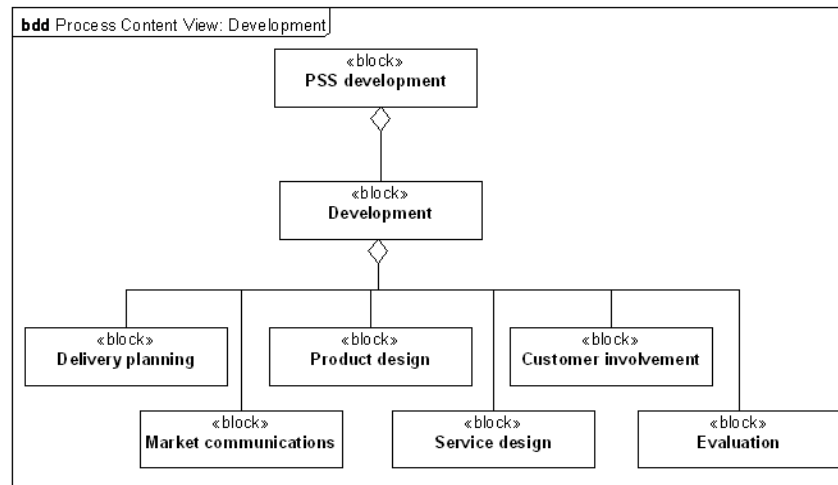 bdd Process Content View: Development
«block»
PSS development
«block»
Development
«block»
Delivery planning
«block»
Product design
«block»
Customer involvement
«block»
Market communications
«block»
Service design
«block»
Evaluation